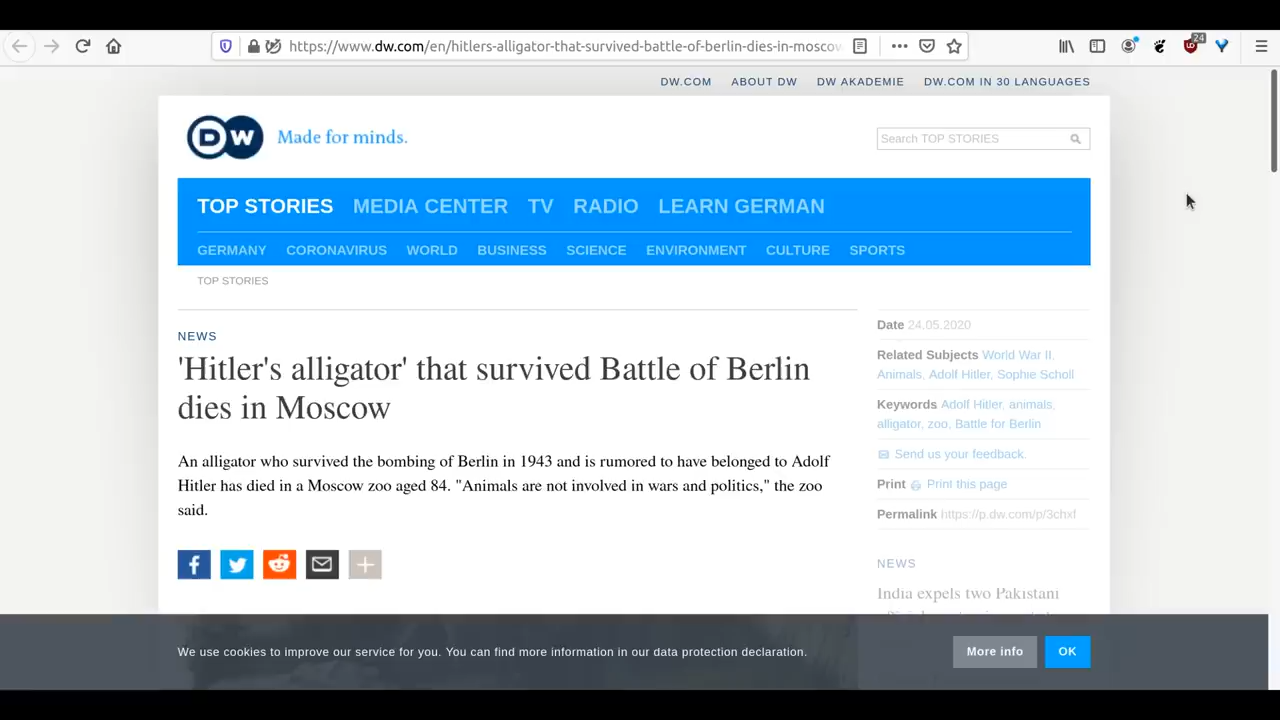 https://www.dw.com/en/hitlers-alligator-that-survived-battle-of-berlin-dies-in-moscow
24
DW.COM ABOUT DW DW AKADEMIE DW.COM IN 30 LANGUAGES
DW Made for minds.
Search TOP STORIES
TOP STORIES MEDIA CENTER TV RADIO LEARN GERMAN
GERMANY CORONAVIRUS WORLD BUSINESS SCIENCE ENVIRONMENT CULTURE SPORTS
TOP STORIES
NEWS
'Hitler's alligator' that survived Battle of Berlin
dies in Moscow
An alligator who survived the bombing of Berlin in 1943 and is rumored to have belonged to Adolf
Hitler has died in a Moscow zoo aged 84. "Animals are not involved in wars and politics," the zoo
said.
Date 24.05.2020
Related Subjects World War II,
Animals, Adolf Hitler, Sophie Scholl
Keywords Adolf Hitler, animals,
alligator, zoo, Battle for Berlin
Send us your feedback.
Print Print this page
Permalink https://p.dw.com/p/3chxf
NEWS
India expels two Pakistani
We use cookies to improve our service for you. You can find more information in our data protection declaration.
More info OK